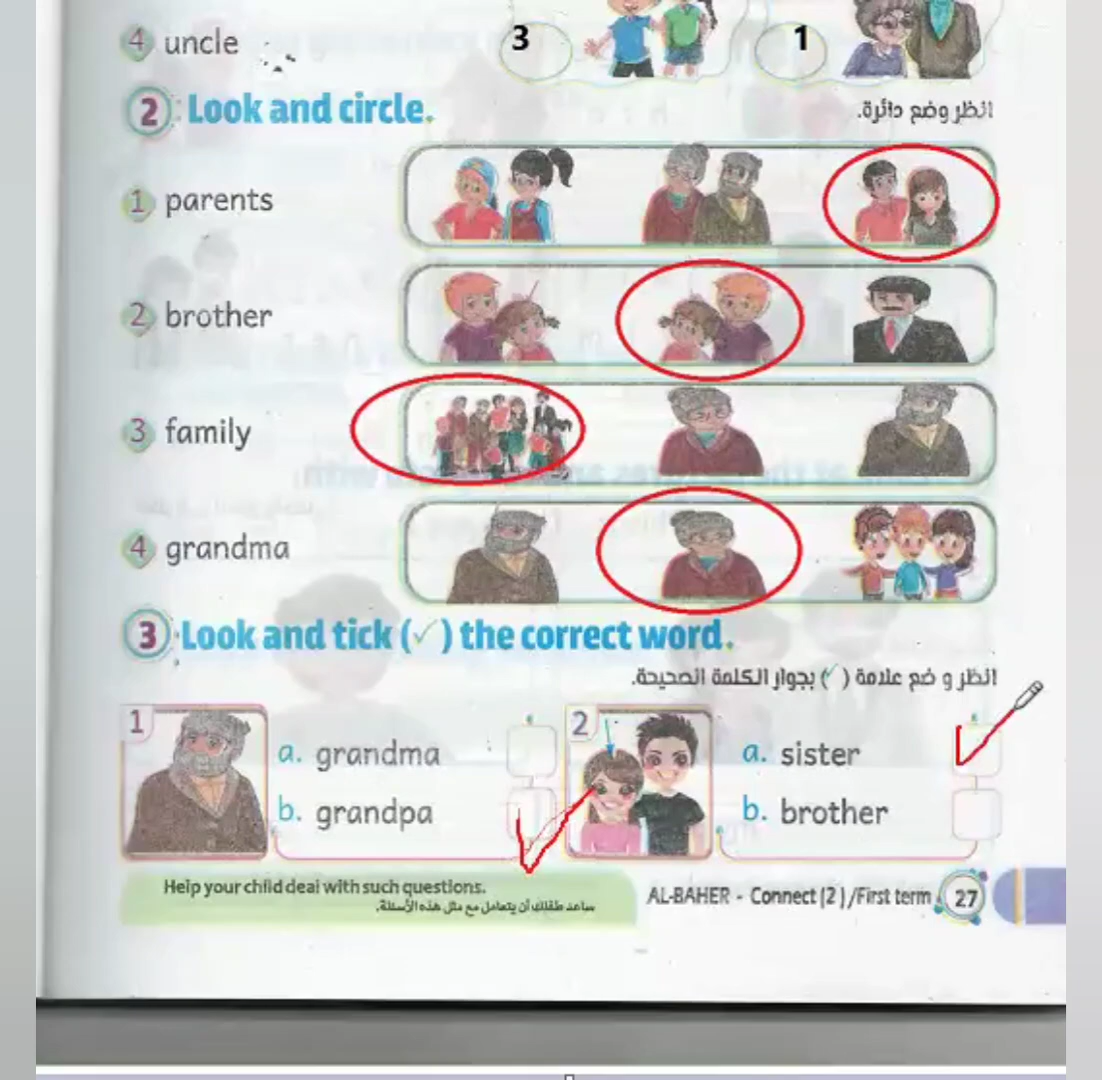 4 uncle
3
1
2 Look and circle.
انظر وضع دائرة.
1 parents
2 brother
3 family
4 grandma
3 Look and tick (✓) the correct word.
انظر و ضع علامة (✓) بجوار الكلمة الصحيحة.
1
a. grandma
b. grandpa
2
a. sister
b. brother
Help your child deal with such questions.
ساعد طفلك أن يتعامل مع مثل هذه الأسئلة.
AL-BAHER - Connect (2) /First term 27